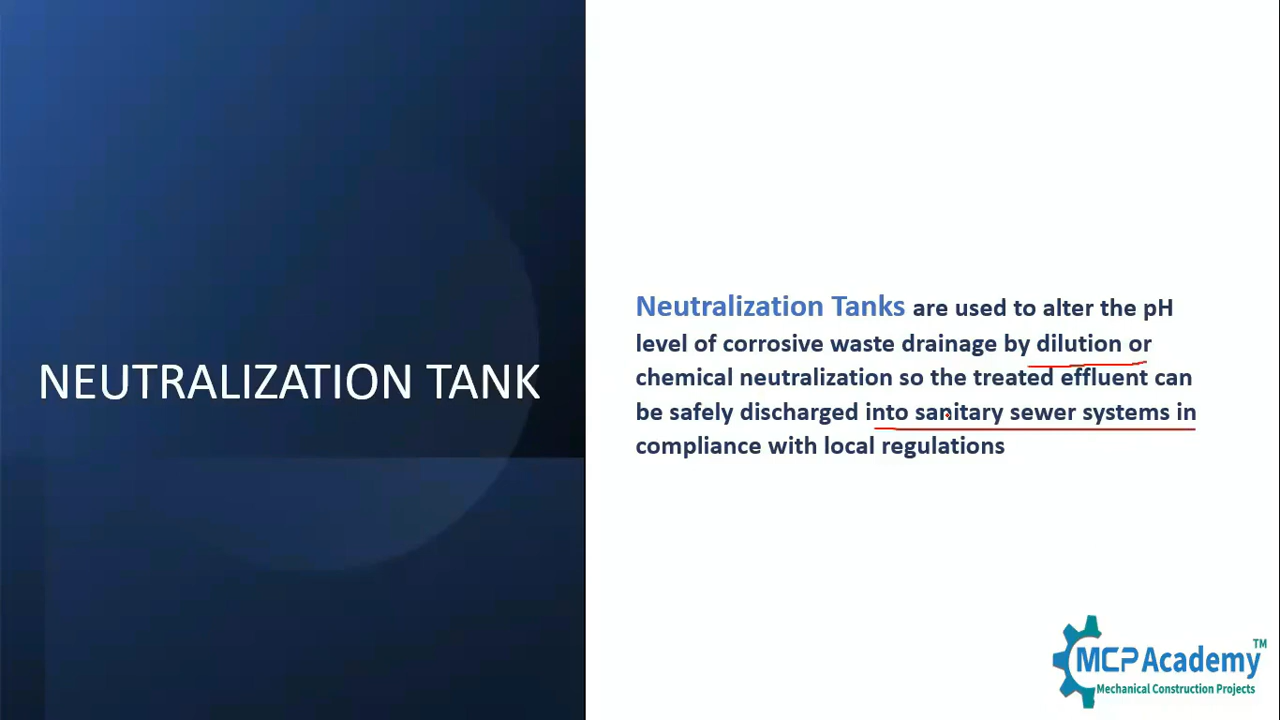 NEUTRALIZATION TANK
Neutralization Tanks are used to alter the pH
level of corrosive waste drainage by dilution or
chemical neutralization so the treated effluent can
be safely discharged into sanitary sewer systems in
compliance with local regulations
MCP Academy TM
Mechanical Construction Projects